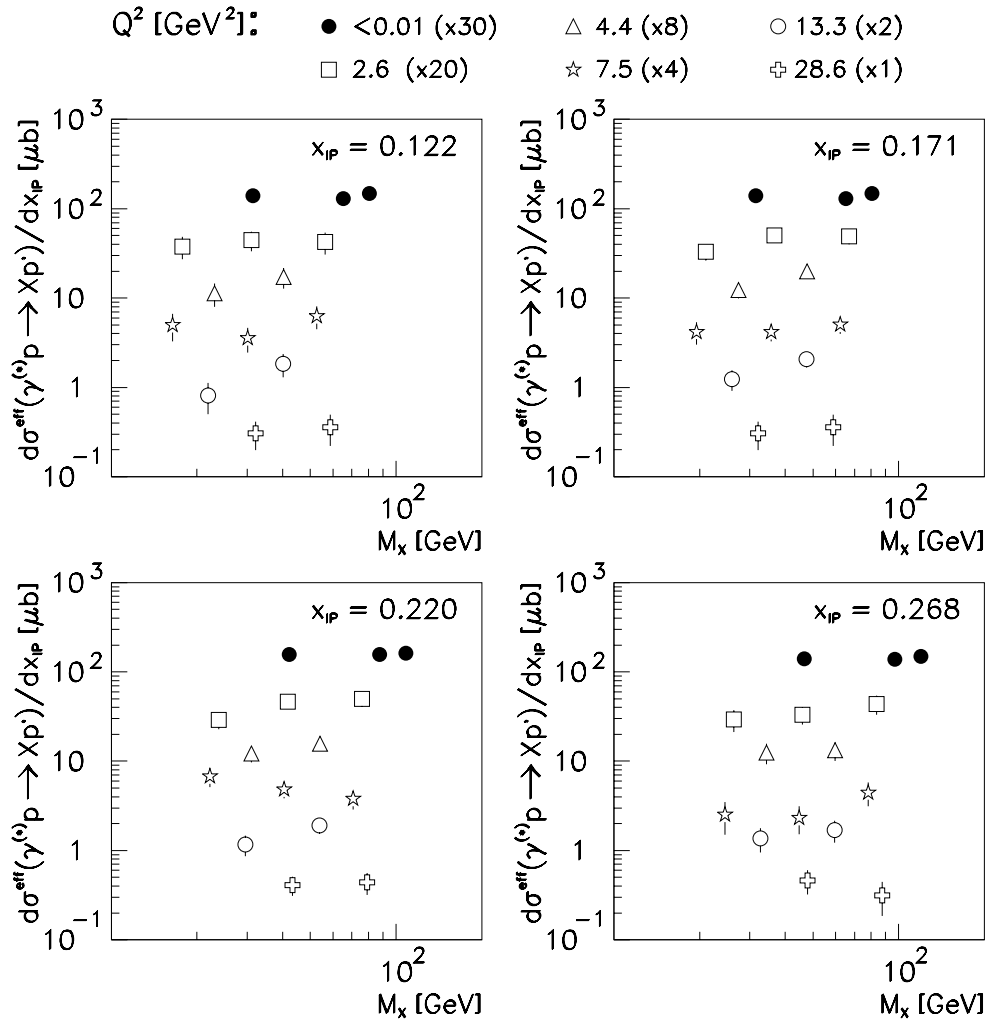 Q² [GeV²]: ● <0.01 (x30) △ 4.4 (x8) ○ 13.3 (x2)
□ 2.6 (x20) ☆ 7.5 (x4) ✚ 28.6 (x1)
dσ^eff(γ^(*)p → Xp')/dx_IP [μb]
10³
10²
10
1
10⁻¹
x_IP = 0.122
10²
M_x [GeV]
dσ^eff(γ^(*)p → Xp')/dx_IP [μb]
10³
10²
10
1
10⁻¹
x_IP = 0.171
10²
M_x [GeV]
dσ^eff(γ^(*)p → Xp')/dx_IP [μb]
10³
10²
10
1
10⁻¹
x_IP = 0.220
10²
M_x [GeV]
dσ^eff(γ^(*)p → Xp')/dx_IP [μb]
10³
10²
10
1
10⁻¹
x_IP = 0.268
10²
M_x [GeV]